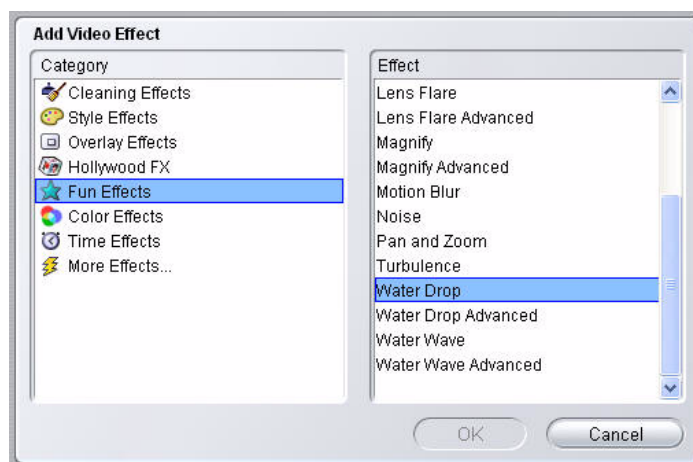 Add Video Effect
Category
Cleaning Effects
Style Effects
Overlay Effects
Hollywood FX
Fun Effects
Color Effects
Time Effects
More Effects...
Effect
Lens Flare
Lens Flare Advanced
Magnify
Magnify Advanced
Motion Blur
Noise
Pan and Zoom
Turbulence
Water Drop
Water Drop Advanced
Water Wave
Water Wave Advanced
OK
Cancel